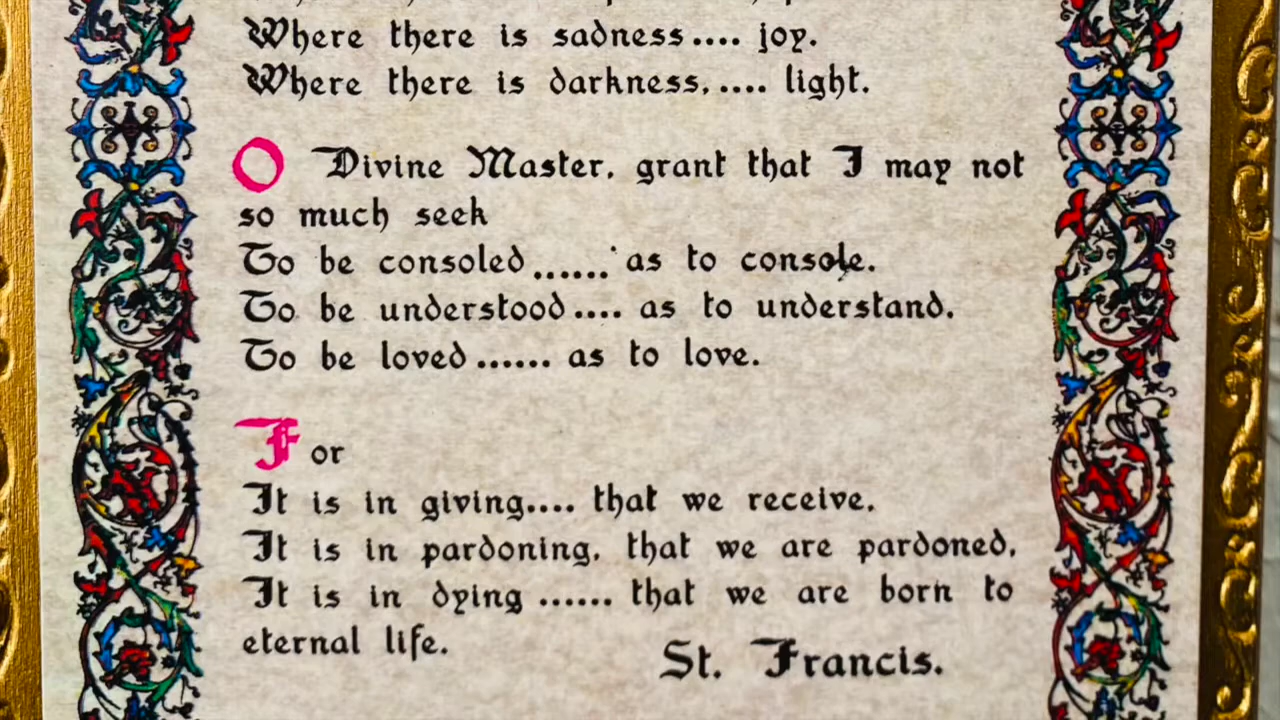 Where there is sadness.... joy.
Where there is darkness..... light.
O Divine Master, grant that I may not
so much seek
To be consoled ...... as to console.
To be understood .... as to understand.
To be loved ...... as to love.
For
It is in giving.... that we receive.
It is in pardoning, that we are pardoned.
It is in dying ...... that we are born to
eternal life.
St. Francis.